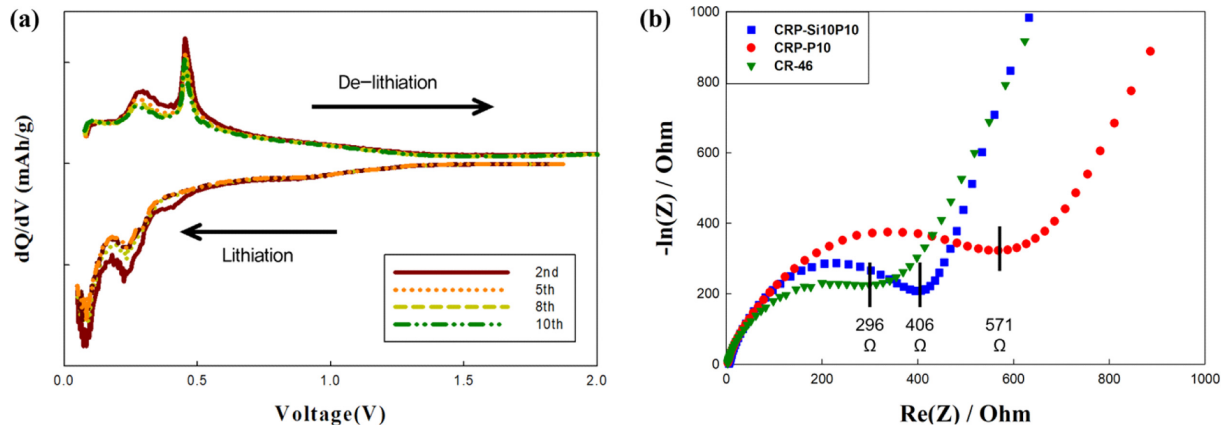 (a)
dQ/dV (mAh/g)
De-lithiation
Lithiation
2nd
5th
8th
10th
0.0 0.5 1.0 1.5 2.0
Voltage(V)
(b)
-In(Z) / Ohm
1000
800
600
400
200
0
CRP-Si10P10
CRP-P10
CR-46
296 406 571
Ω Ω Ω
0 200 400 600 800 1000
Re(Z) / Ohm